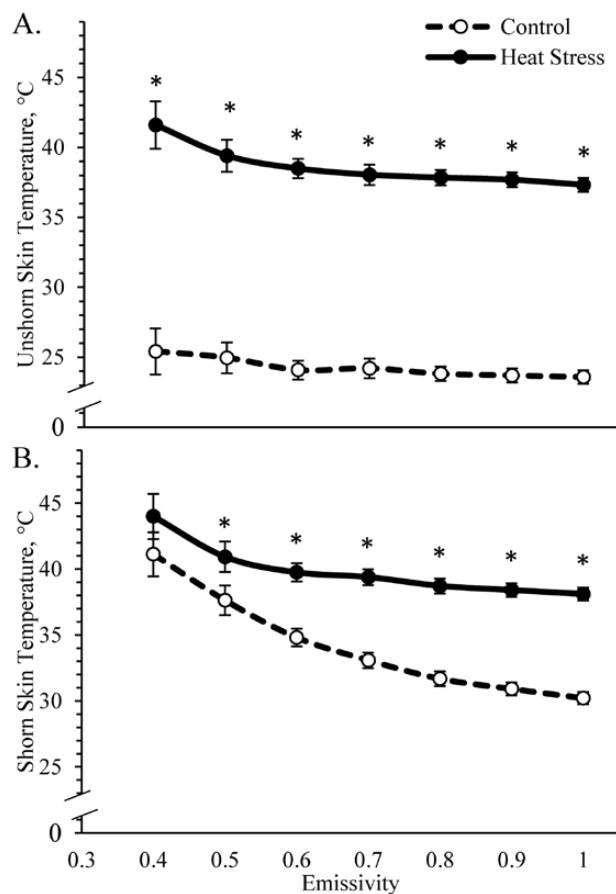 A.
Control
Heat Stress
Unshorn Skin Temperature, °C
45
40
35
30
25
0
* * * * * * *
B.
Shorn Skin Temperature, °C
45
40
35
30
25
0
* * * * * *
0.3 0.4 0.5 0.6 0.7 0.8 0.9 1
Emissivity